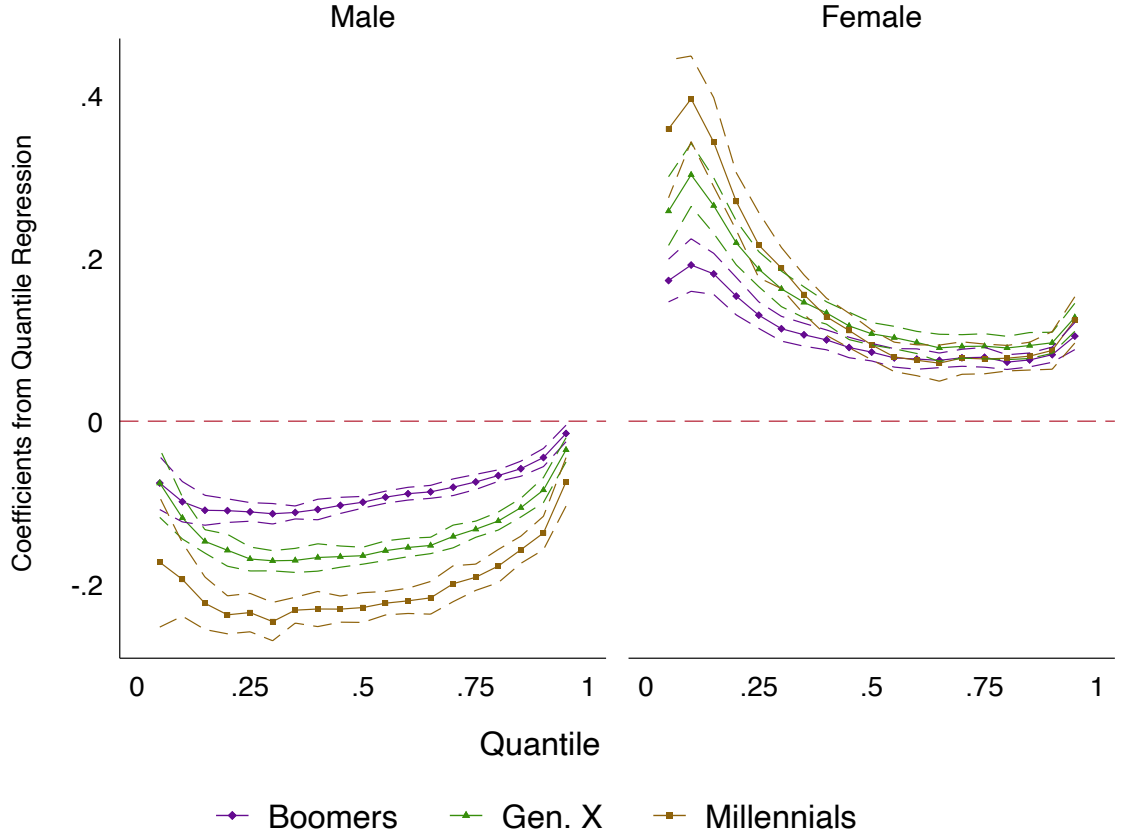 Male Female
Coefficients from Quantile Regression
.4
.2
0
-.2
0 .25 .5 .75 1 0 .25 .5 .75 1
Quantile
Boomers Gen. X Millennials